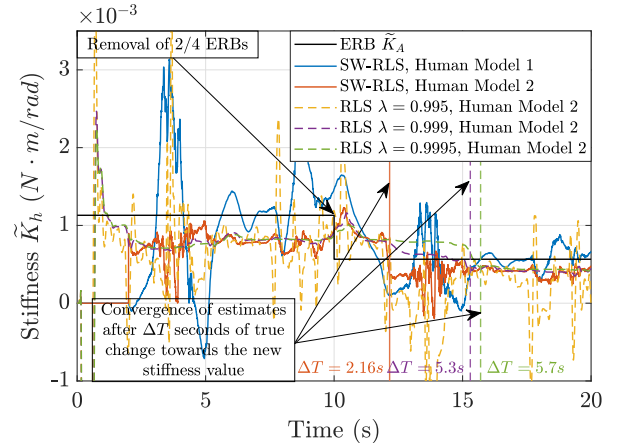 ×10⁻³
Removal of 2/4 ERBs
ERB K̃_A
SW-RLS, Human Model 1
SW-RLS, Human Model 2
RLS λ = 0.995, Human Model 2
RLS λ = 0.999, Human Model 2
RLS λ = 0.9995, Human Model 2
Stiffness K̃_h (N · m/rad)
3
2
1
0
-1
Convergence of estimates
after ΔT seconds of true
change towards the new
stiffness value
ΔT = 2.16s
ΔT = 5.3s
ΔT = 5.7s
0
5
10
15
20
Time (s)